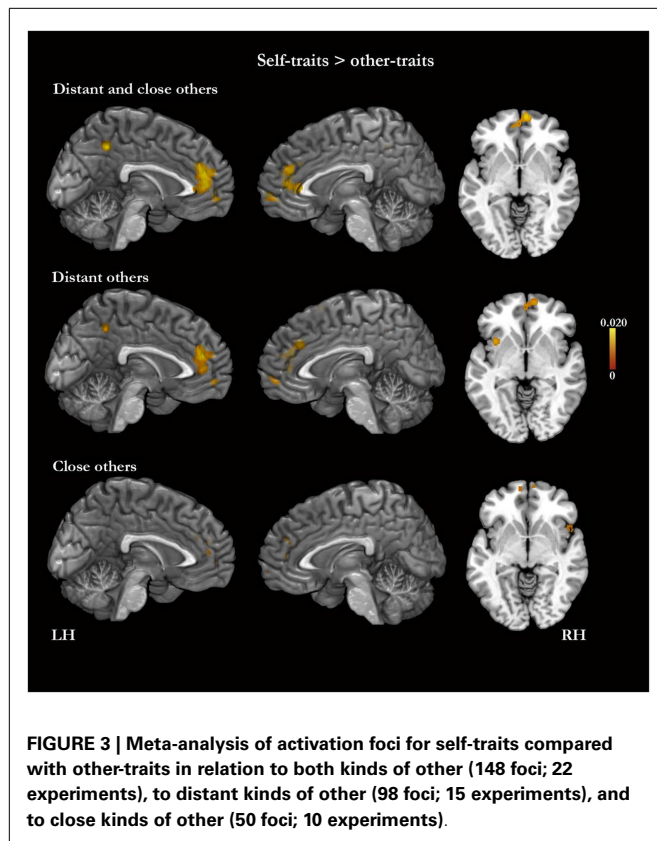 Self-traits > other-traits
Distant and close others
Distant others
0.020
0
Close others
LH
RH
FIGURE 3 | Meta-analysis of activation foci for self-traits compared
with other-traits in relation to both kinds of other (148 foci; 22
experiments), to distant kinds of other (98 foci; 15 experiments), and
to close kinds of other (50 foci; 10 experiments).